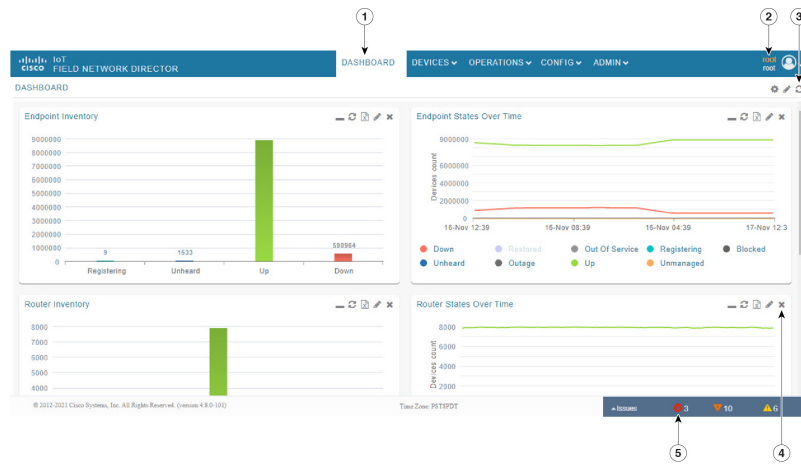 1 2 3
IoT
CISCO FIELD NETWORK DIRECTOR
DASHBOARD DEVICES OPERATIONS CONFIG ADMIN
root
root
DASHBOARD
Endpoint Inventory
9000000
8000000
7000000
6000000
5000000
4000000
3000000
2000000
1000000
0
9 1533 598964
Registering Unheard Up Down
Endpoint States Over Time
Devices count
9000000
6000000
4000000
2000000
0
16-Nov 12:39 16-Nov 08:39 16-Nov 04:39 17-Nov 12:3
Down Restored Out Of Service Registering Blocked
Unheard Outage Up Unmanaged
Router Inventory
8000
7000
6000
5000
4000
Router States Over Time
Devices count
8000
6000
4000
2000
© 2012-2021 Cisco Systems, Inc. All Rights Reserved. (version 4.8.0-101) Time Zone: PST8PDT Issues 3 10 6
5 4